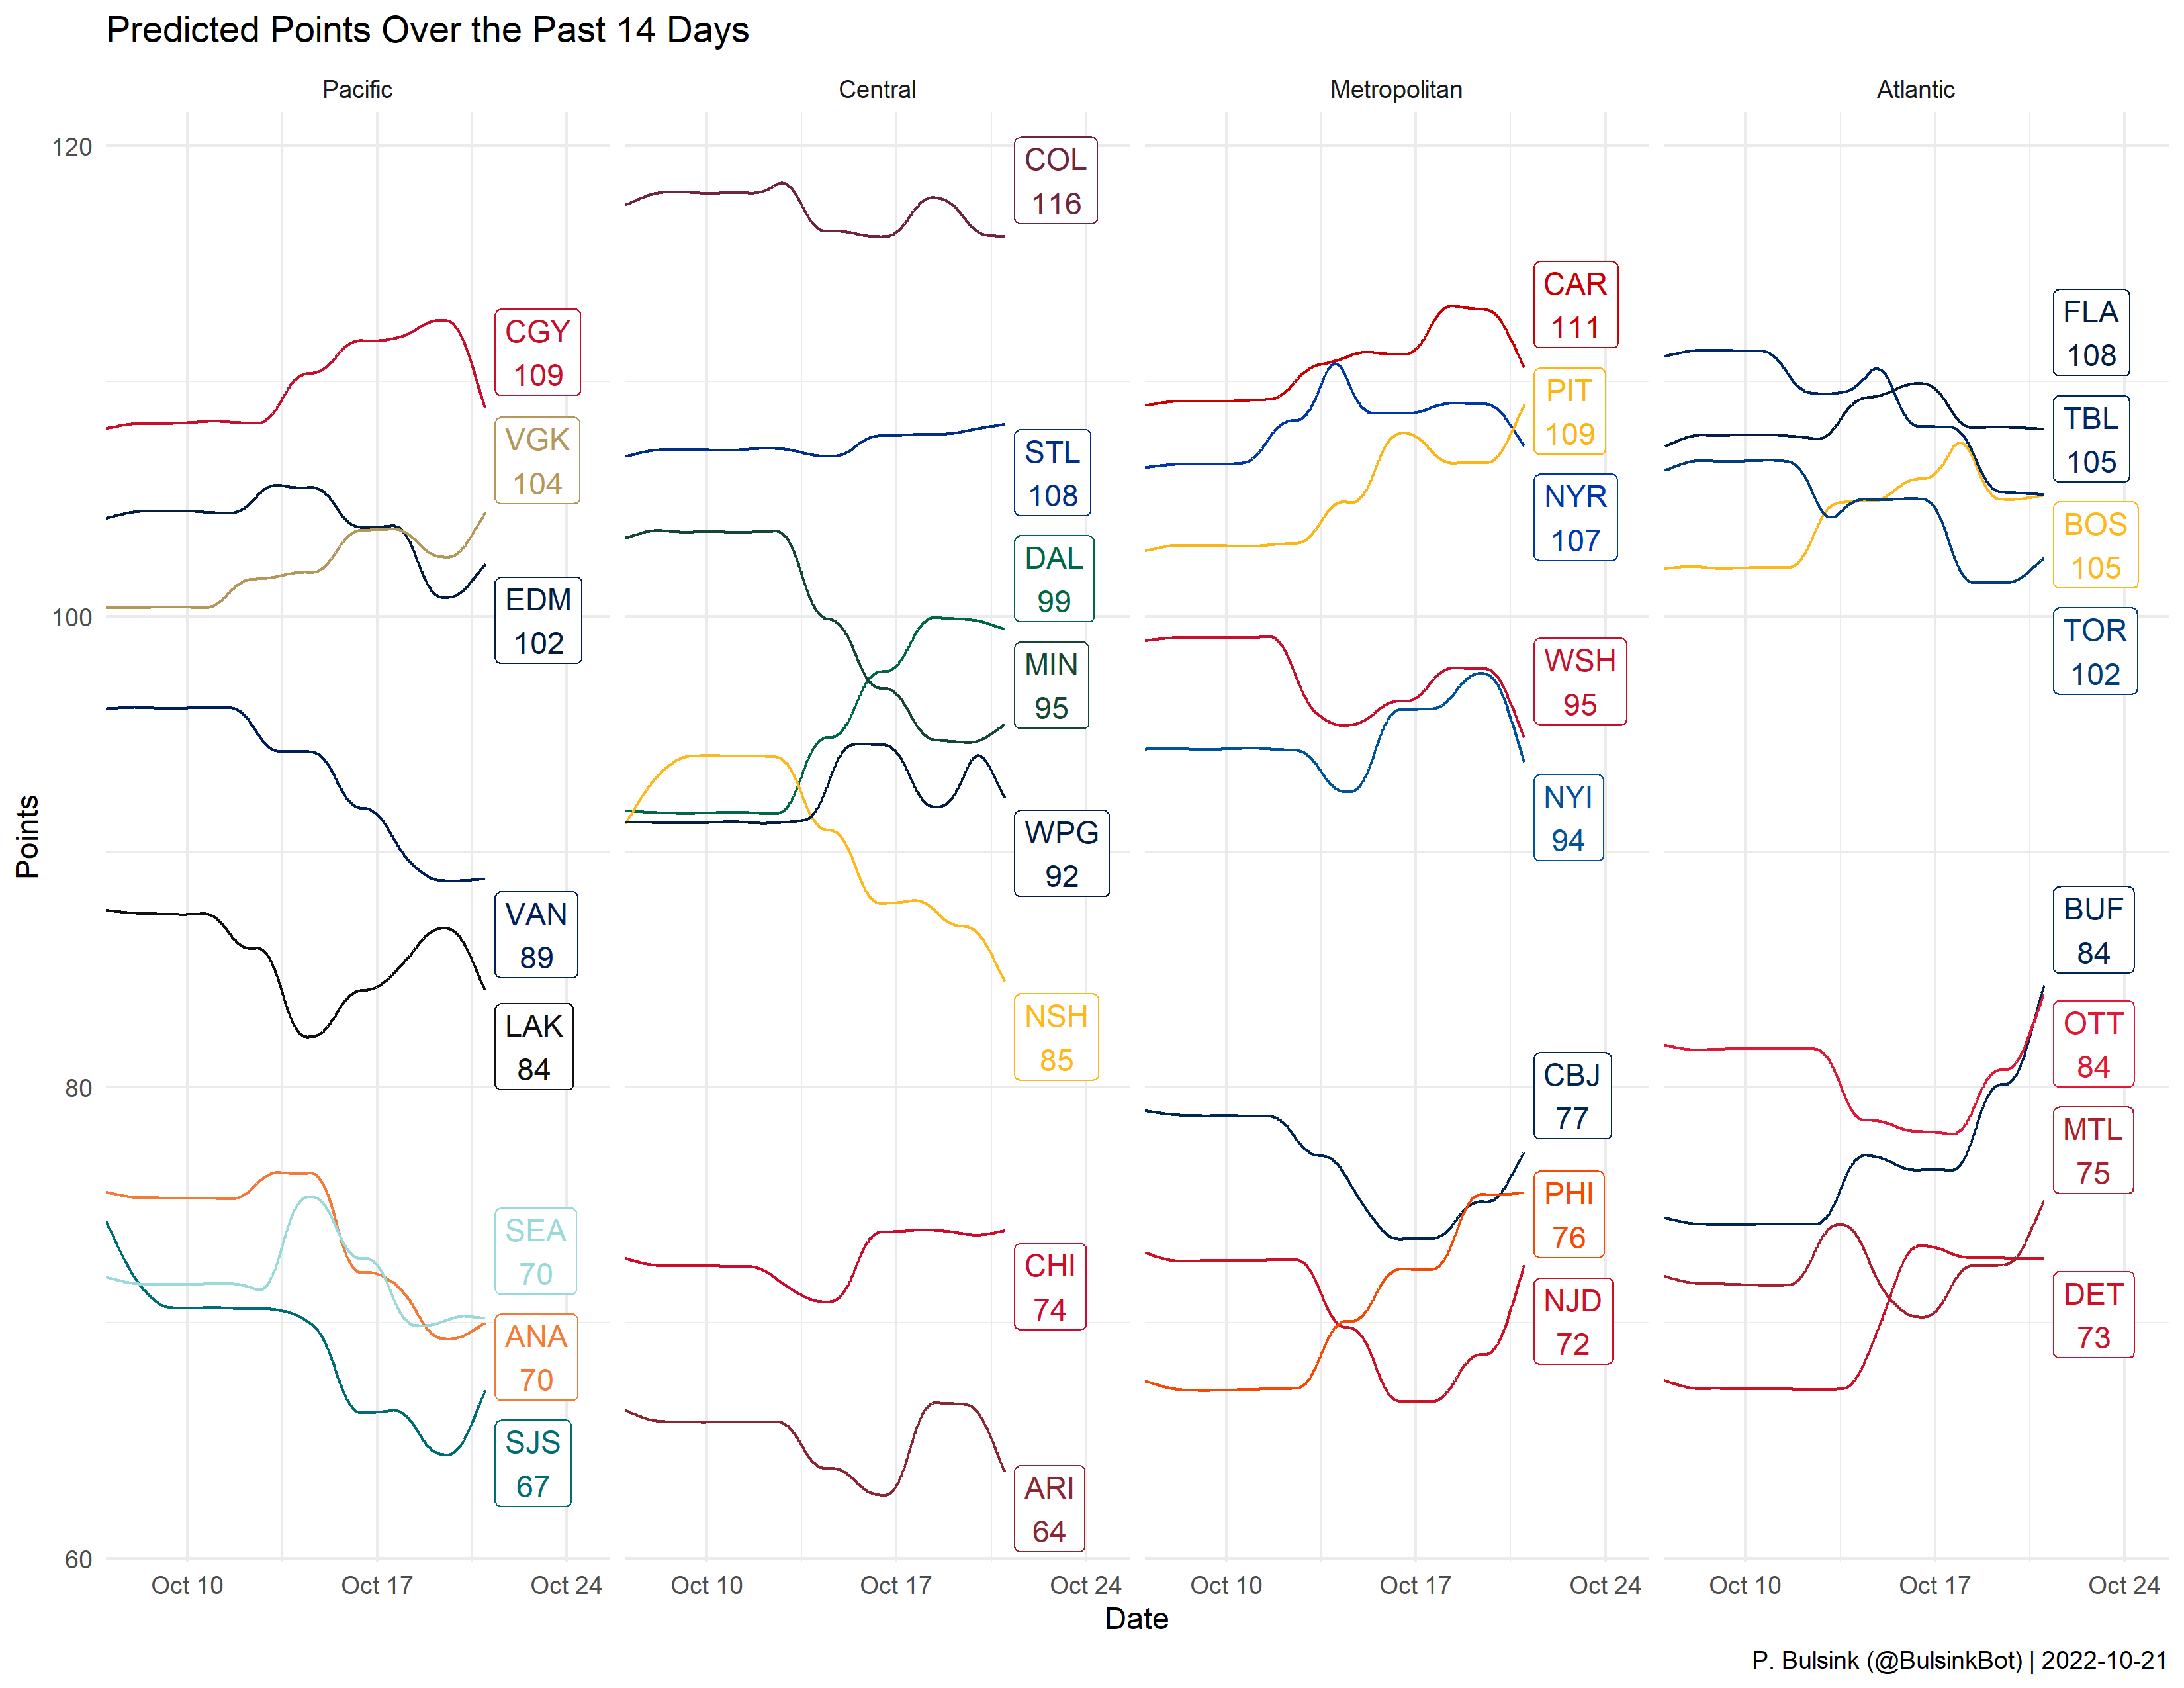 Predicted Points Over the Past 14 Days
Pacific
Central
Metropolitan
Atlantic
Points
120
100
80
60
CGY
109
VGK
104
EDM
102
VAN
89
LAK
84
SEA
70
ANA
70
SJS
67
COL
116
STL
108
DAL
99
MIN
95
WPG
92
NSH
85
CHI
74
ARI
64
CAR
111
PIT
109
NYR
107
WSH
95
NYI
94
CBJ
77
PHI
76
NJD
72
FLA
108
TBL
105
BOS
105
TOR
102
BUF
84
OTT
84
MTL
75
DET
73
Oct 10 Oct 17 Oct 24
Oct 10 Oct 17 Oct 24
Oct 10 Oct 17 Oct 24
Oct 10 Oct 17 Oct 24
Date
P. Bulsink (@BulsinkBot) | 2022-10-21